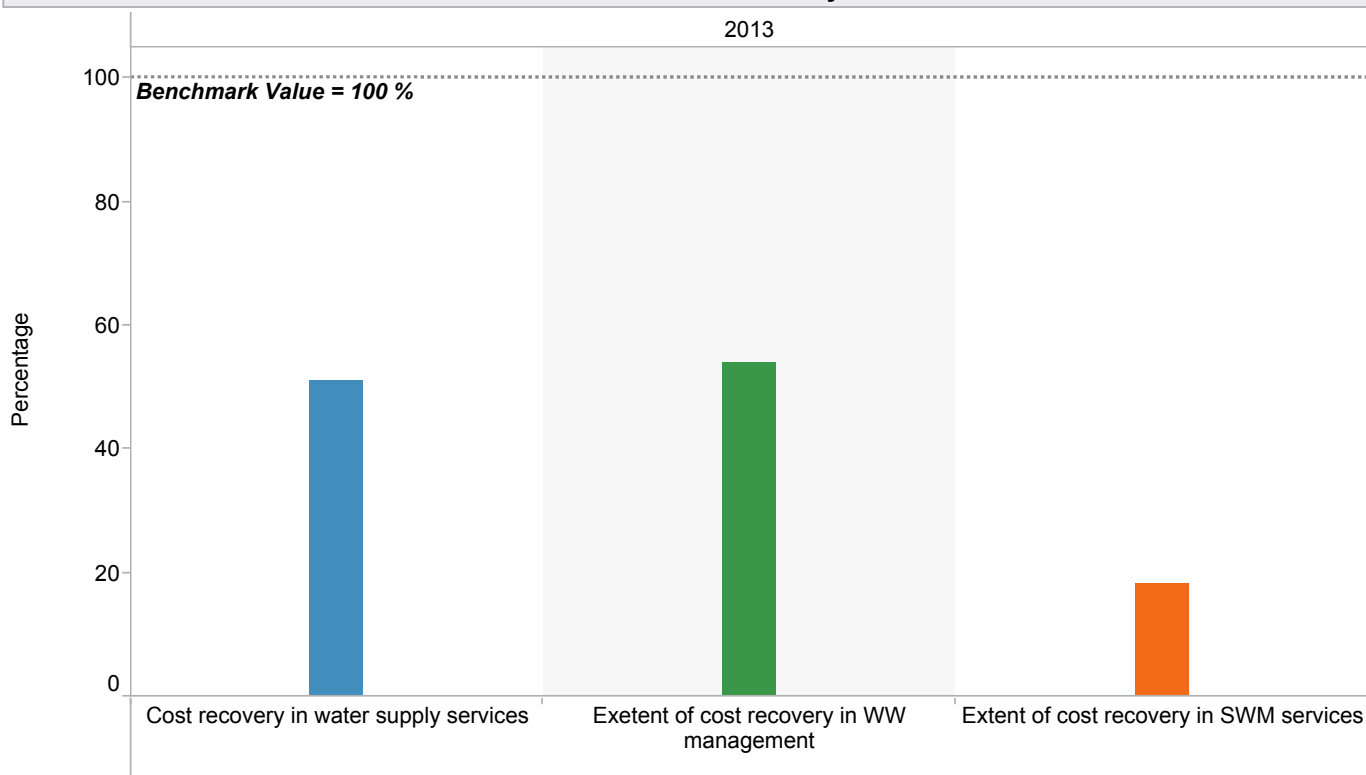 2013
100
Benchmark Value = 100 %
80
60
Percentage
40
20
0
Cost recovery in water supply services
Exetent of cost recovery in WW
management
Extent of cost recovery in SWM services